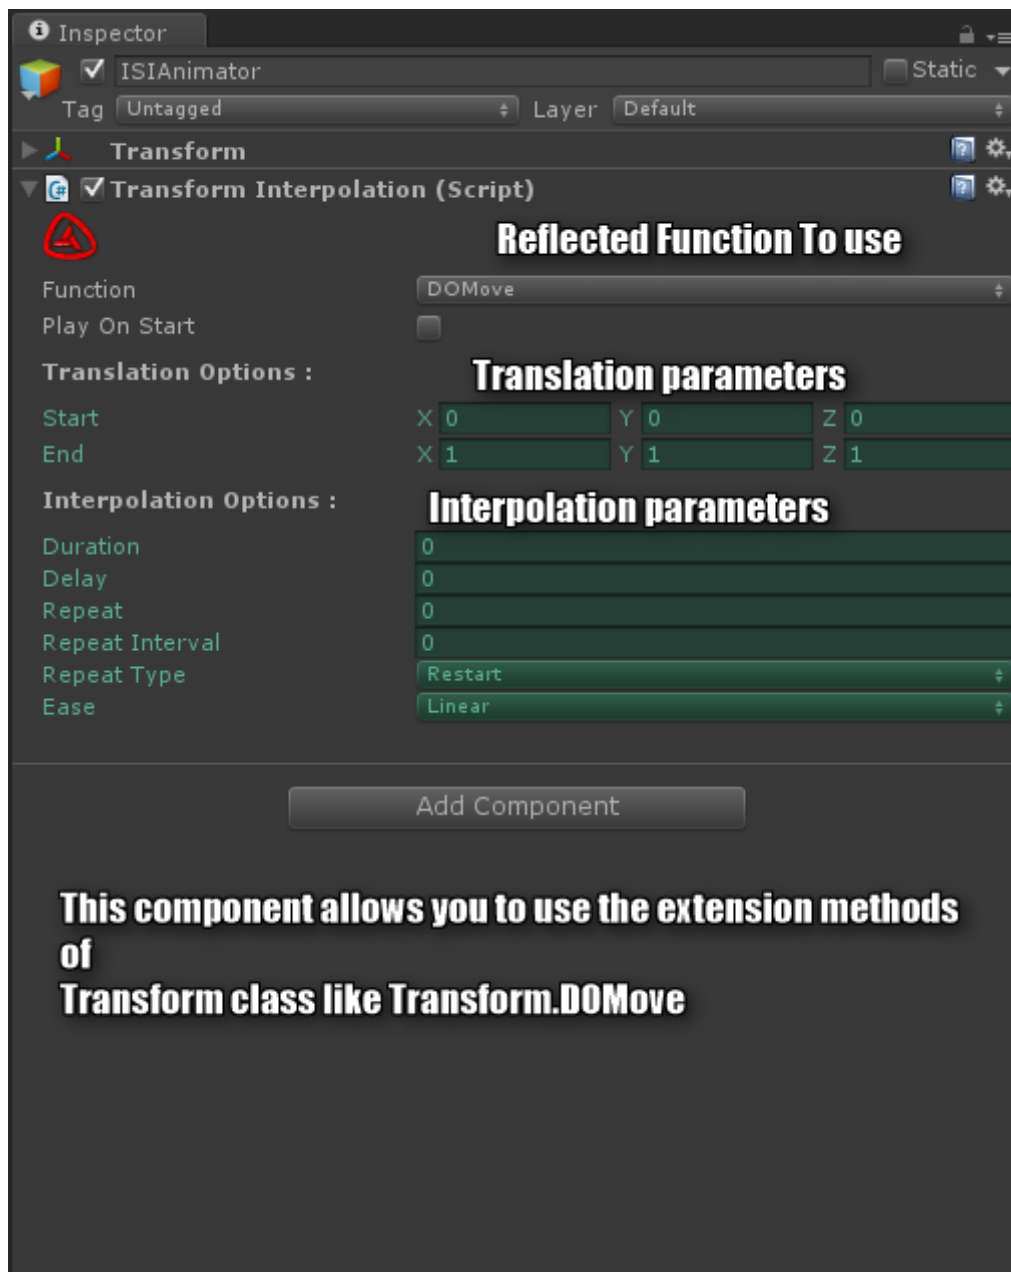 Inspector
ISIAnimator Static
Tag Untagged Layer Default
Transform
Transform Interpolation (Script)
Reflected Function To use
Function DOMove
Play On Start
Translation Options : Translation parameters
Start X 0 Y 0 Z 0
End X 1 Y 1 Z 1
Interpolation Options : Interpolation parameters
Duration 0
Delay 0
Repeat 0
Repeat Interval 0
Repeat Type Restart
Ease Linear
Add Component
This component allows you to use the extension methods
of
Transform class like Transform.DOMove